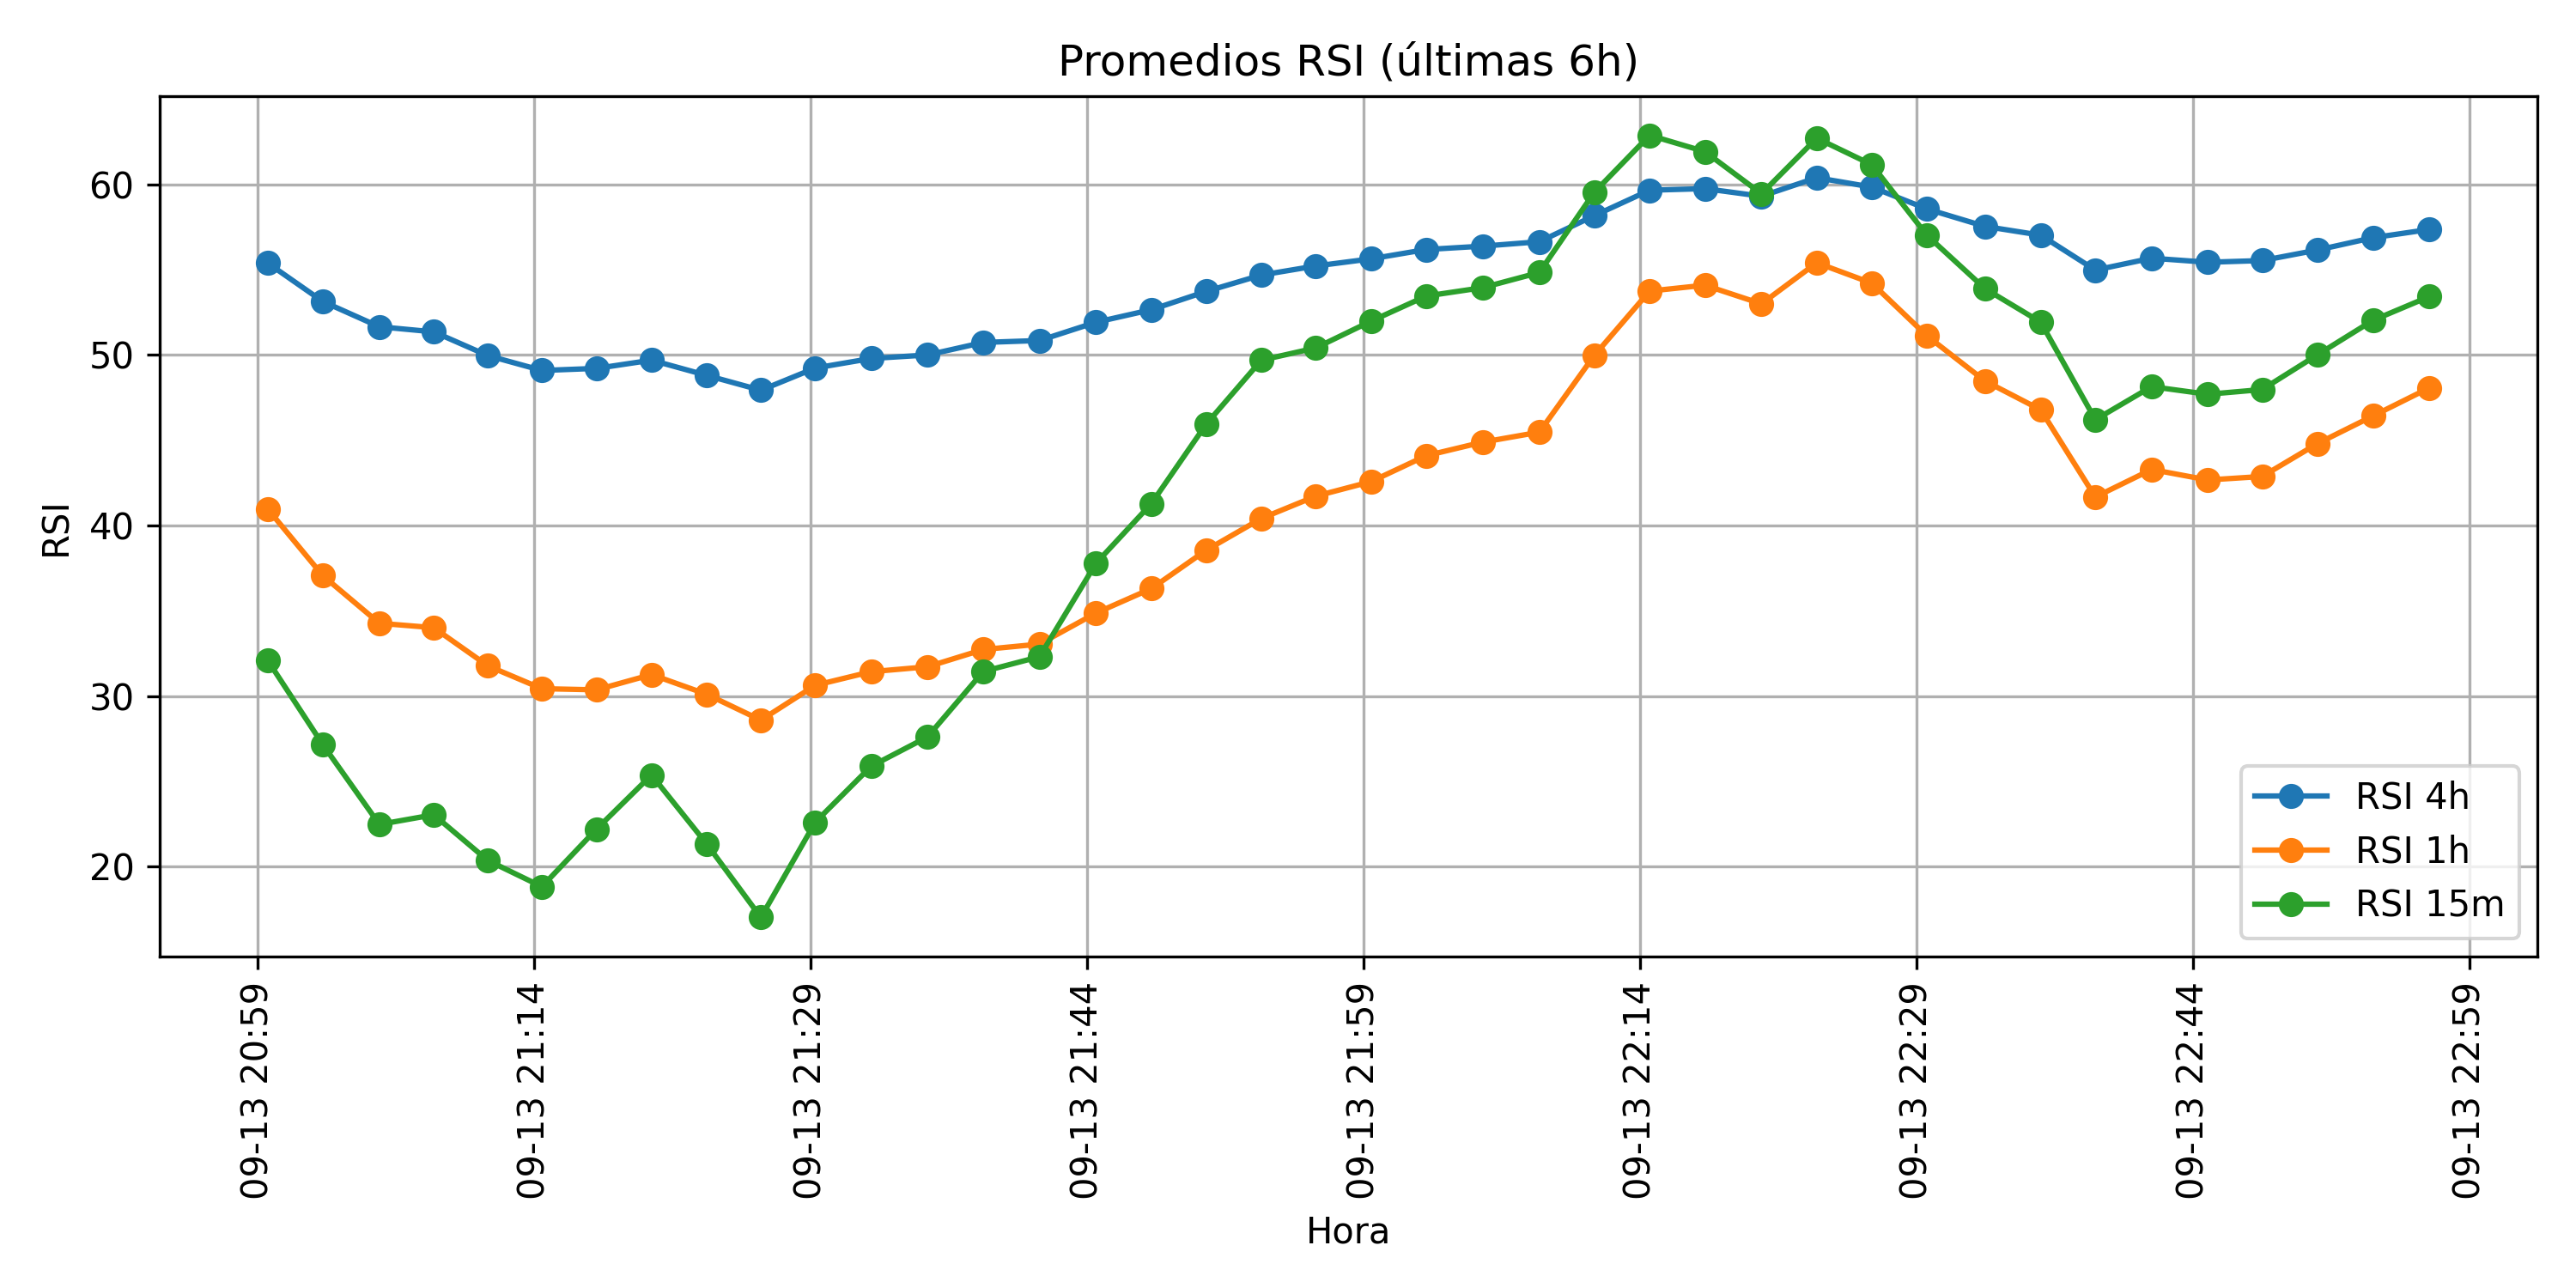 Promedios RSI (últimas 6h)
RSI
60
50
40
30
20
RSI 4h
RSI 1h
RSI 15m
09-13 20:59
09-13 21:14
09-13 21:29
09-13 21:44
09-13 21:59
09-13 22:14
09-13 22:29
09-13 22:44
09-13 22:59
Hora